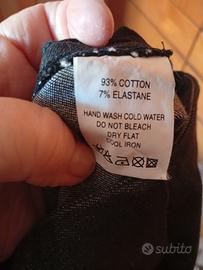 93% COTTON
7% ELASTANE
HAND WASH COLD WATER
DO NOT BLEACH
DRY FLAT
COOL IRON
subito